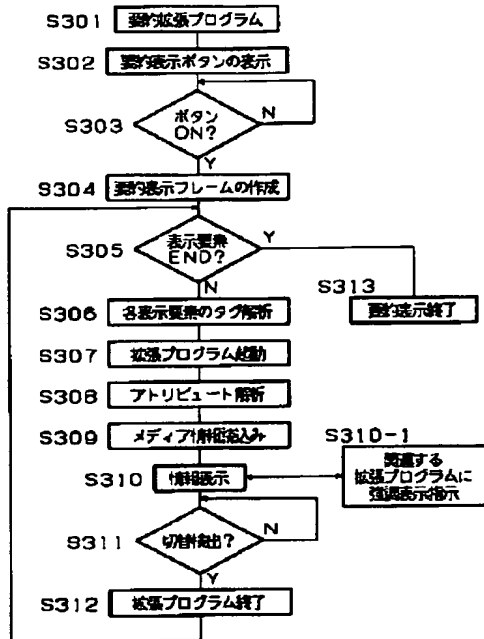 S301 要約拡張プログラム
S302 要約表示ボタンの表示
S303 ボタン
ON?
N
Y
S304 要約表示フレームの作成
S305 表示要素
END?
Y
N
S313
要約表示終了
S306 各表示要素のタグ解析
S307 拡張プログラム起動
S308 アトリビュート解析
S309 メディア情報読込み
S310-1
関連する
拡張プログラムに
強調表示指示
S310 情報表示
S311
N
Y
S312 拡張プログラム終了